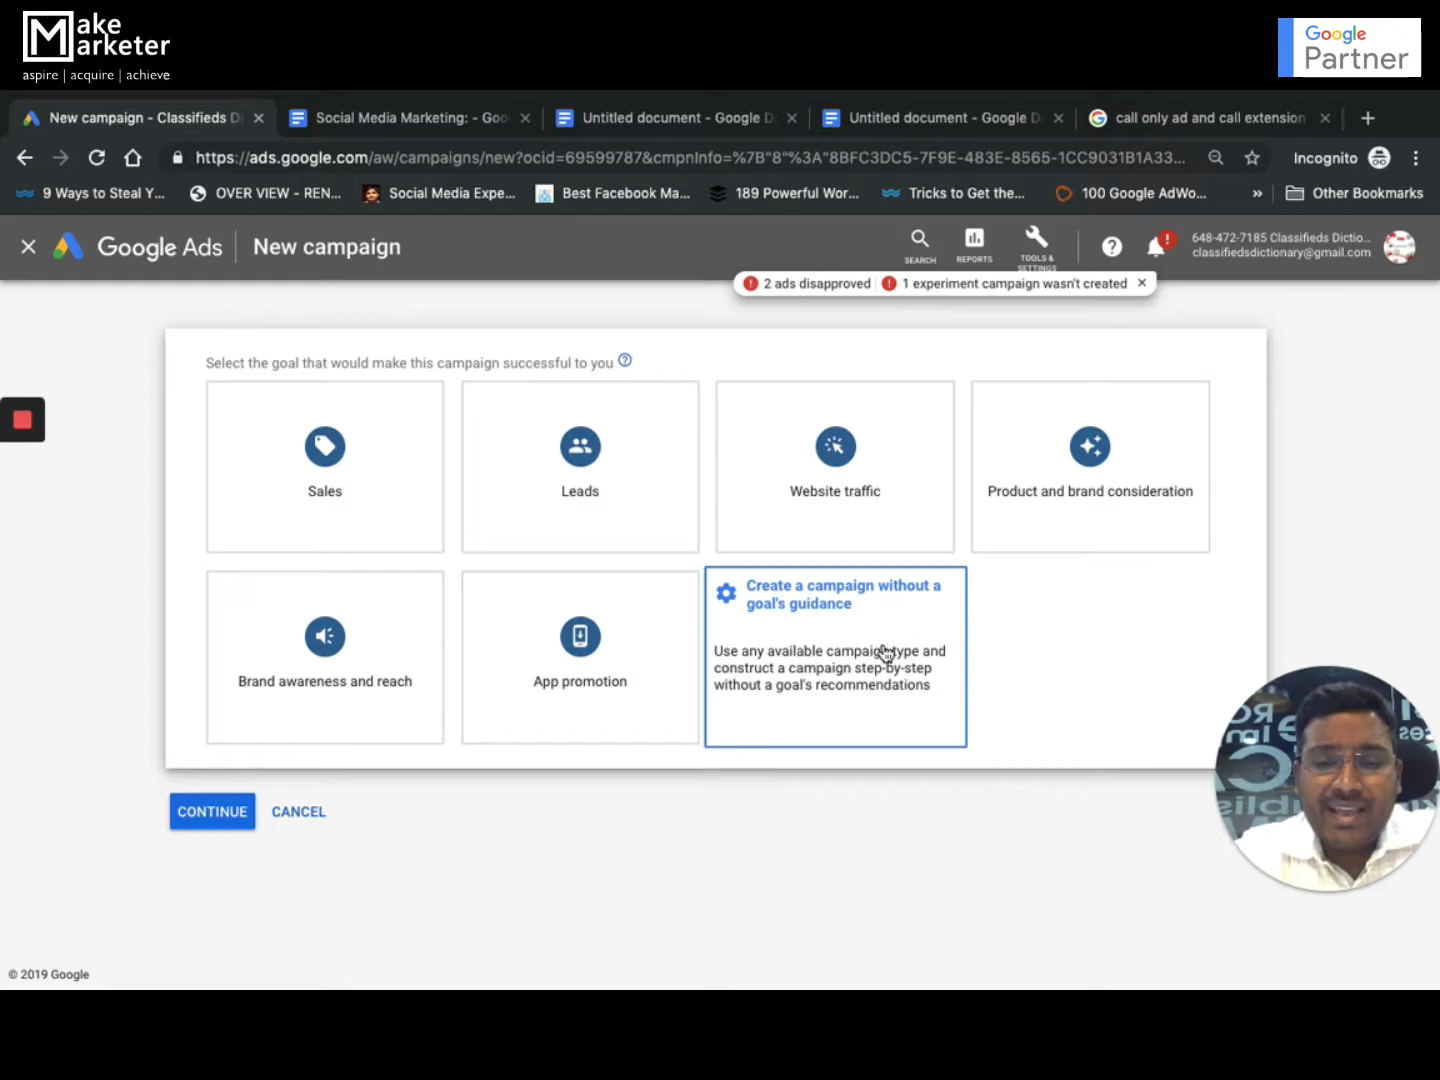 Make
Marketer
aspire | acquire | achieve
Google
Partner
New campaign - Classifieds D
Social Media Marketing: - Goo
Untitled document - Google D
Untitled document - Google D
call only ad and call extension
https://ads.google.com/aw/campaigns/new?ocid=69599787&cmpnInfo=%7B"8"%3A"8BFC3DC5-7F9E-483E-8565-1CC9031B1A33...
Incognito
9 Ways to Steal Y...
OVER VIEW - REN...
Social Media Expe...
Best Facebook Ma...
189 Powerful Wor...
Tricks to Get the...
100 Google AdWo...
»
Other Bookmarks
Google Ads
New campaign
SEARCH
REPORTS
TOOLS &
SETTINGS
648-472-7185 Classifieds Dictio...
classifiedsdictionary@gmail.com
2 ads disapproved
1 experiment campaign wasn't created
Select the goal that would make this campaign successful to you
Sales
Leads
Website traffic
Product and brand consideration
Brand awareness and reach
App promotion
Create a campaign without a
goal's guidance
Use any available campaign type and
construct a campaign step-by-step
without a goal's recommendations
CONTINUE
CANCEL
© 2019 Google